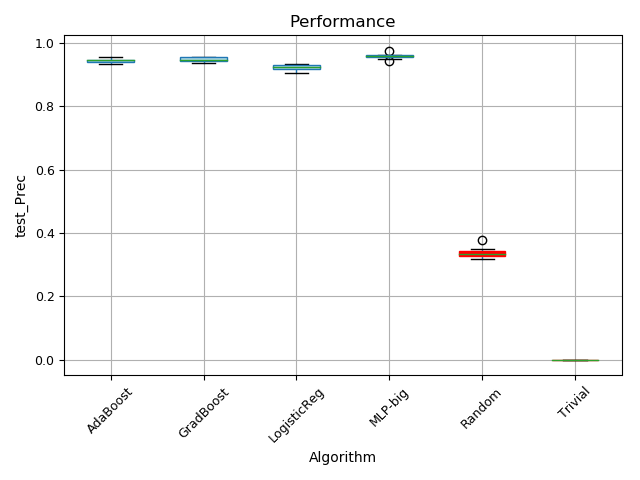 Performance
test_Prec
1.0
0.8
0.6
0.4
0.2
0.0
AdaBoost
GradBoost
LogisticReg
MLP-big
Random
Trivial
Algorithm